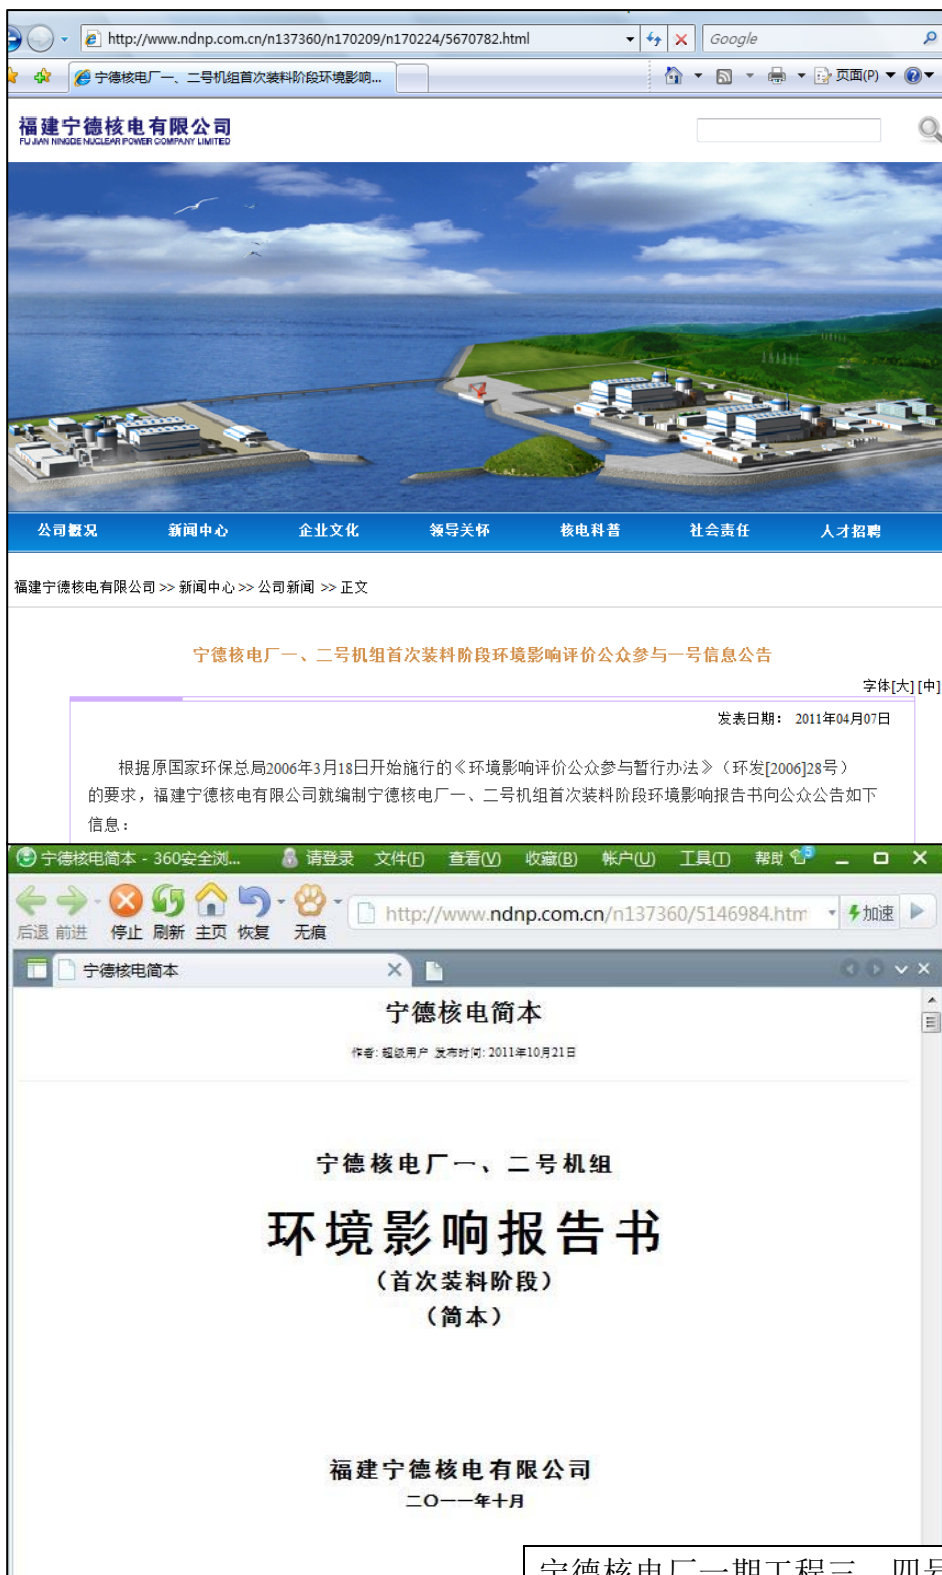 http://www.ndnp.com.cn/n137360/n170209/n170224/5670782.html
Google
宁德核电厂一、二号机组首次装料阶段环境影响...
页面(P)
福建宁德核电有限公司
FUJIAN NINGDE NUCLEAR POWER COMPANY LIMITED
公司概况 新闻中心 企业文化 领导关怀 核电科普 社会责任 人才招聘
福建宁德核电有限公司 >> 新闻中心 >> 公司新闻 >> 正文
宁德核电厂一、二号机组首次装料阶段环境影响评价公众参与一号信息公告
字体[大] [中]
发表日期： 2011年04月07日
根据原国家环保总局2006年3月18日开始施行的《环境影响评价公众参与暂行办法》（环发[2006]28号）
的要求，福建宁德核电有限公司就编制宁德核电厂一、二号机组首次装料阶段环境影响报告书向公众公告如下
信息：
宁德核电简本 - 360安全浏... 请登录 文件(F) 查看(V) 收藏(B) 帐户(U) 工具(T) 帮助 5
http://www.ndnp.com.cn/n137360/5146984.htm 加速
后退 前进 停止 刷新 主页 恢复 无痕
宁德核电简本
宁德核电简本
作者: 超级用户 发布时间: 2011年10月21日
宁德核电厂一、二号机组
环境影响报告书
（首次装料阶段）
（简本）
福建宁德核电有限公司
二〇一一年十月
宁德核电厂一期工程三、四号